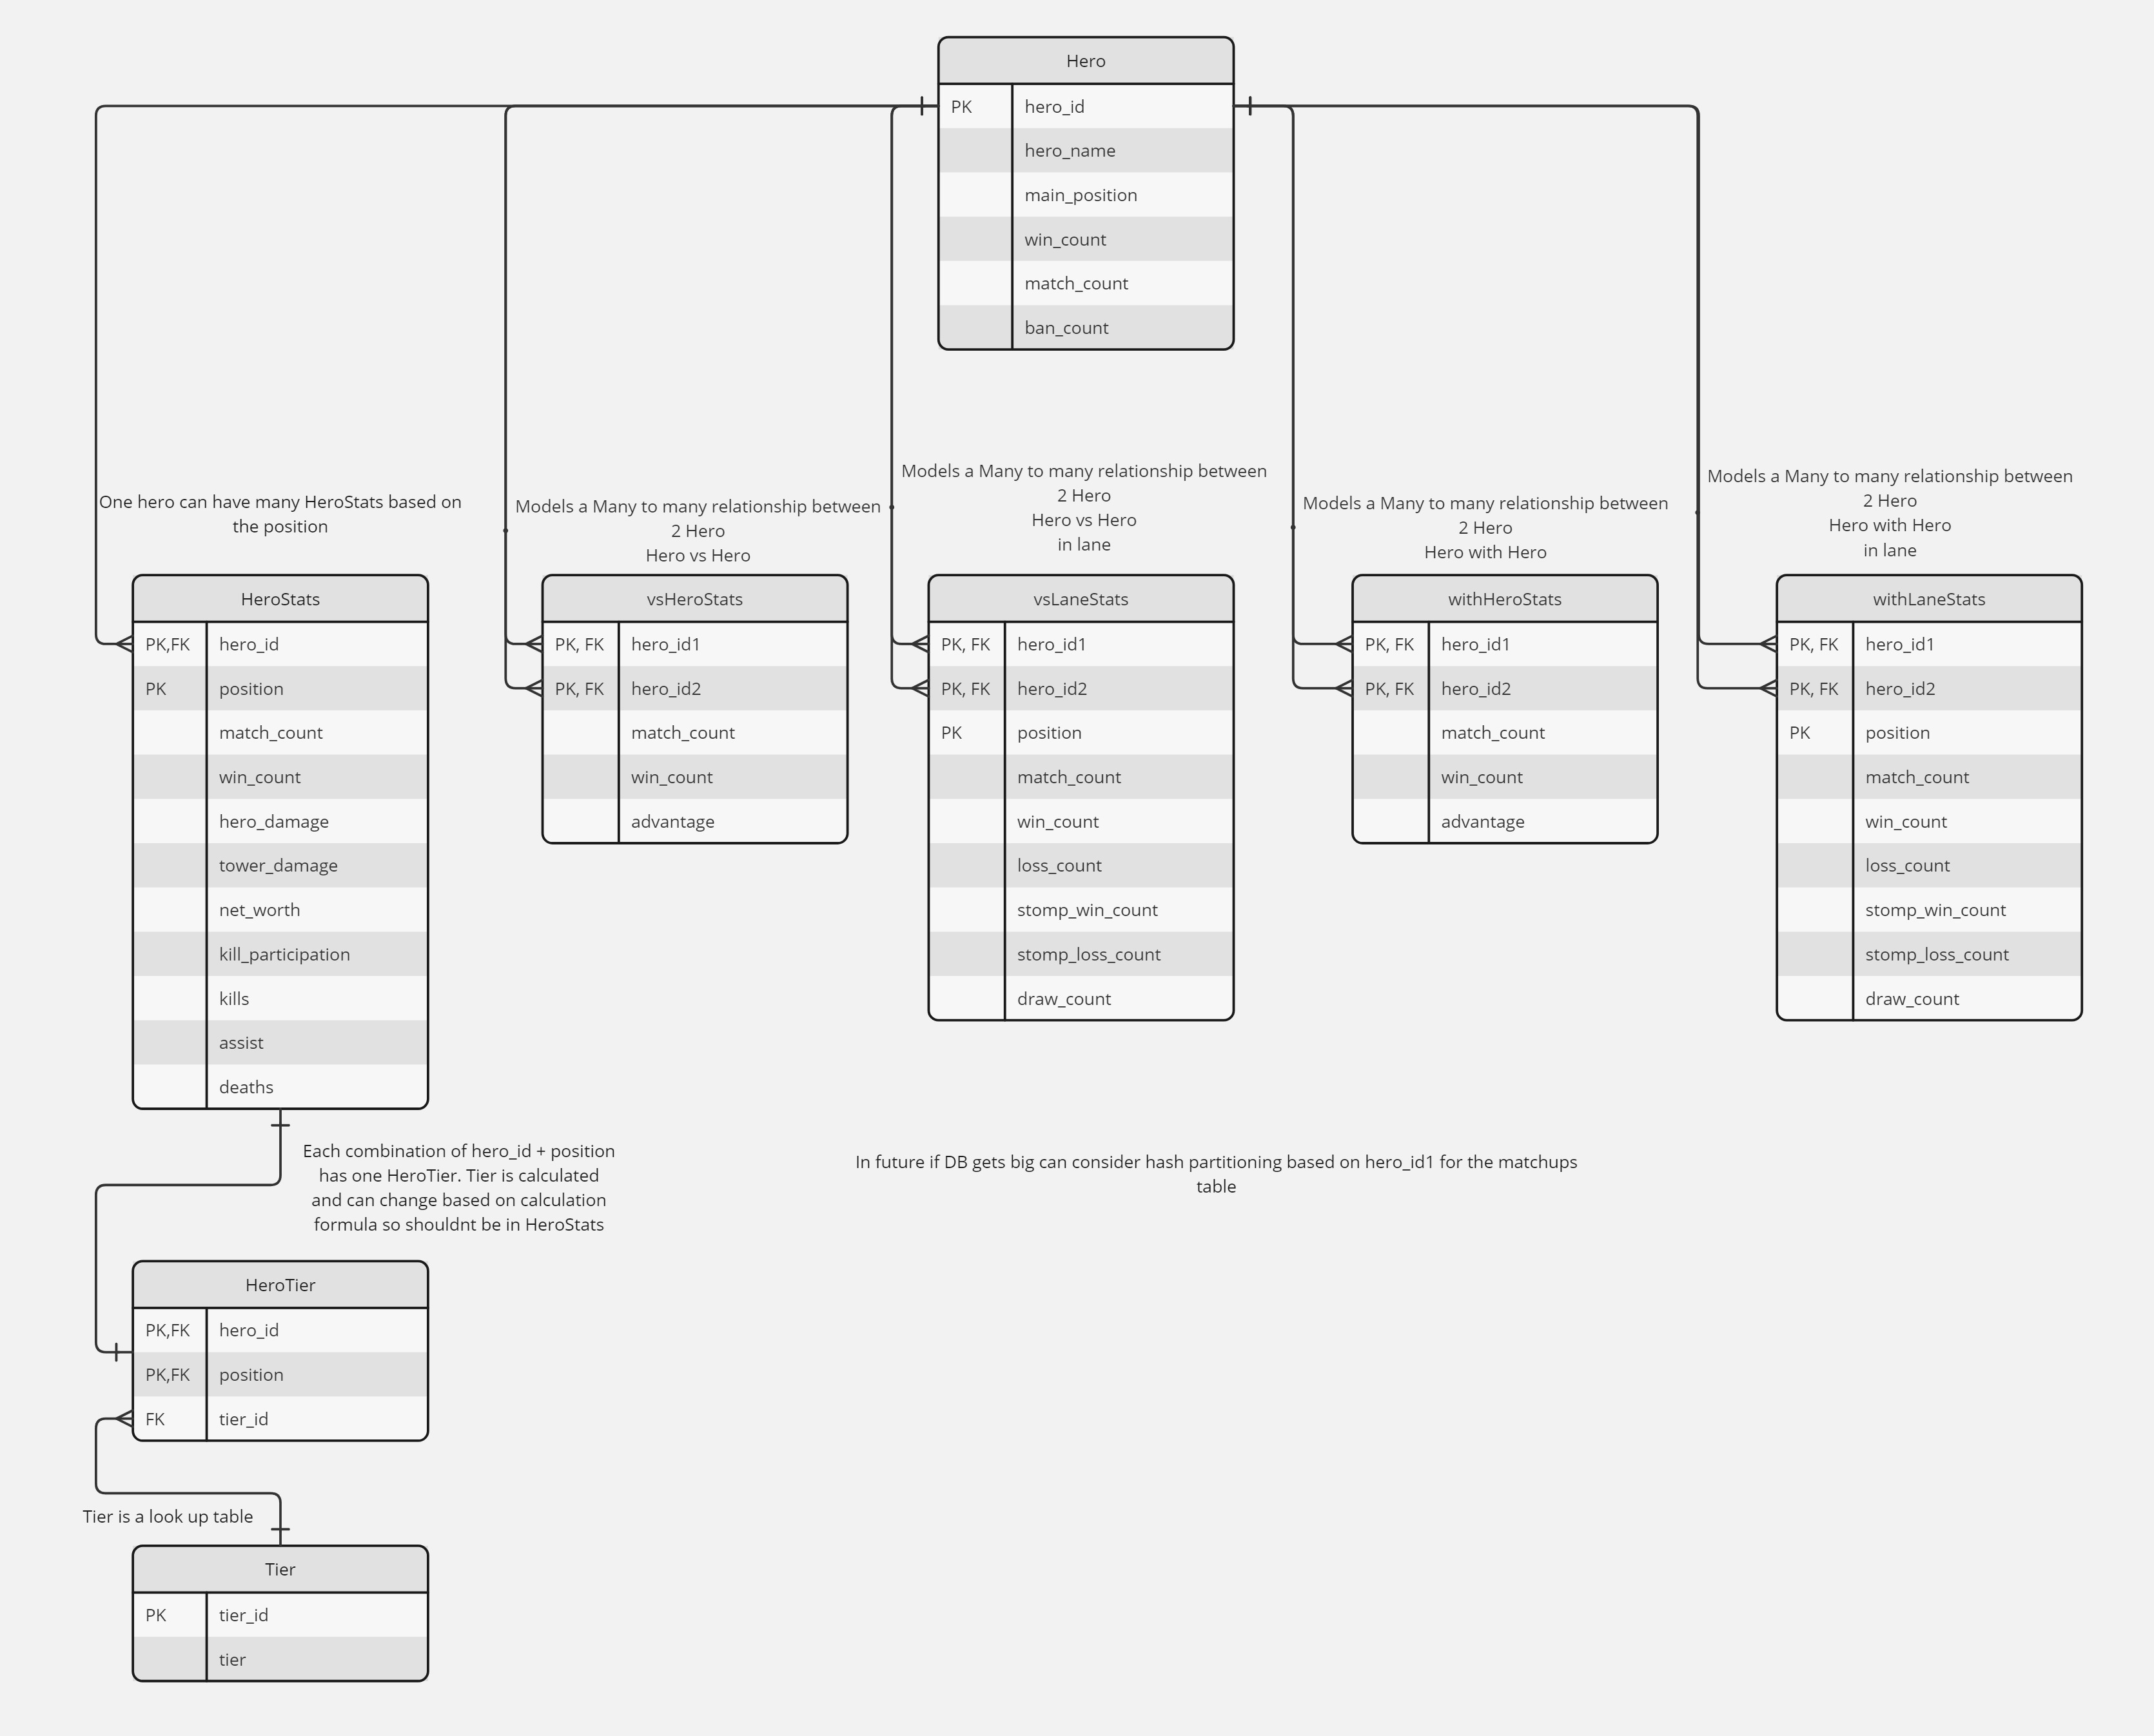 Hero
PK hero_id
hero_name
main_position
win_count
match_count
ban_count
One hero can have many HeroStats based on
the position
Models a Many to many relationship between
2 Hero
Hero vs Hero
Models a Many to many relationship between
2 Hero
Hero vs Hero
in lane
Models a Many to many relationship between
2 Hero
Hero with Hero
Models a Many to many relationship between
2 Hero
Hero with Hero
in lane
HeroStats
PK,FK hero_id
PK position
match_count
win_count
hero_damage
tower_damage
net_worth
kill_participation
kills
assist
deaths
vsHeroStats
PK, FK hero_id1
PK, FK hero_id2
match_count
win_count
advantage
vsLaneStats
PK, FK hero_id1
PK, FK hero_id2
PK position
match_count
win_count
loss_count
stomp_win_count
stomp_loss_count
draw_count
withHeroStats
PK, FK hero_id1
PK, FK hero_id2
match_count
win_count
advantage
withLaneStats
PK, FK hero_id1
PK, FK hero_id2
PK position
match_count
win_count
loss_count
stomp_win_count
stomp_loss_count
draw_count
Each combination of hero_id + position
has one HeroTier. Tier is calculated
and can change based on calculation
formula so shouldnt be in HeroStats
In future if DB gets big can consider hash partitioning based on hero_id1 for the matchups
table
HeroTier
PK,FK hero_id
PK,FK position
FK tier_id
Tier is a look up table
Tier
PK tier_id
tier